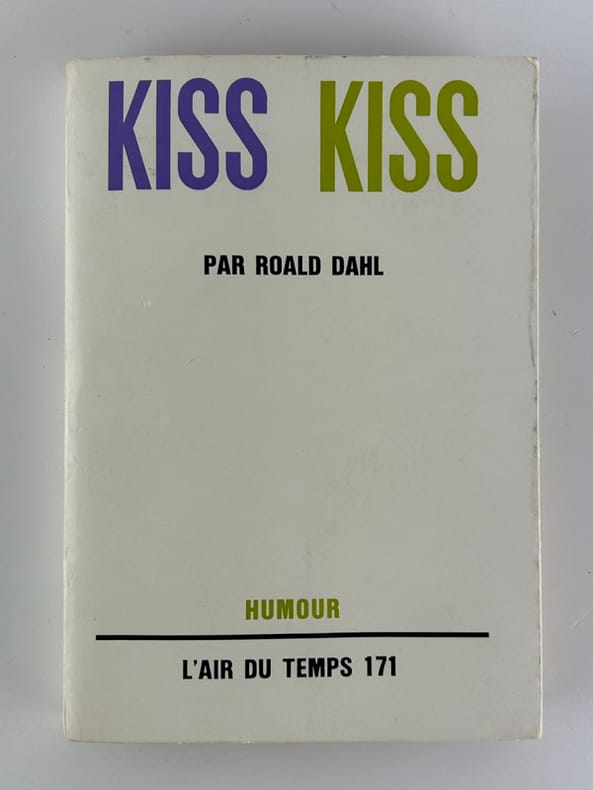 KISS KISS
PAR ROALD DAHL
HUMOUR
L'AIR DU TEMPS 171